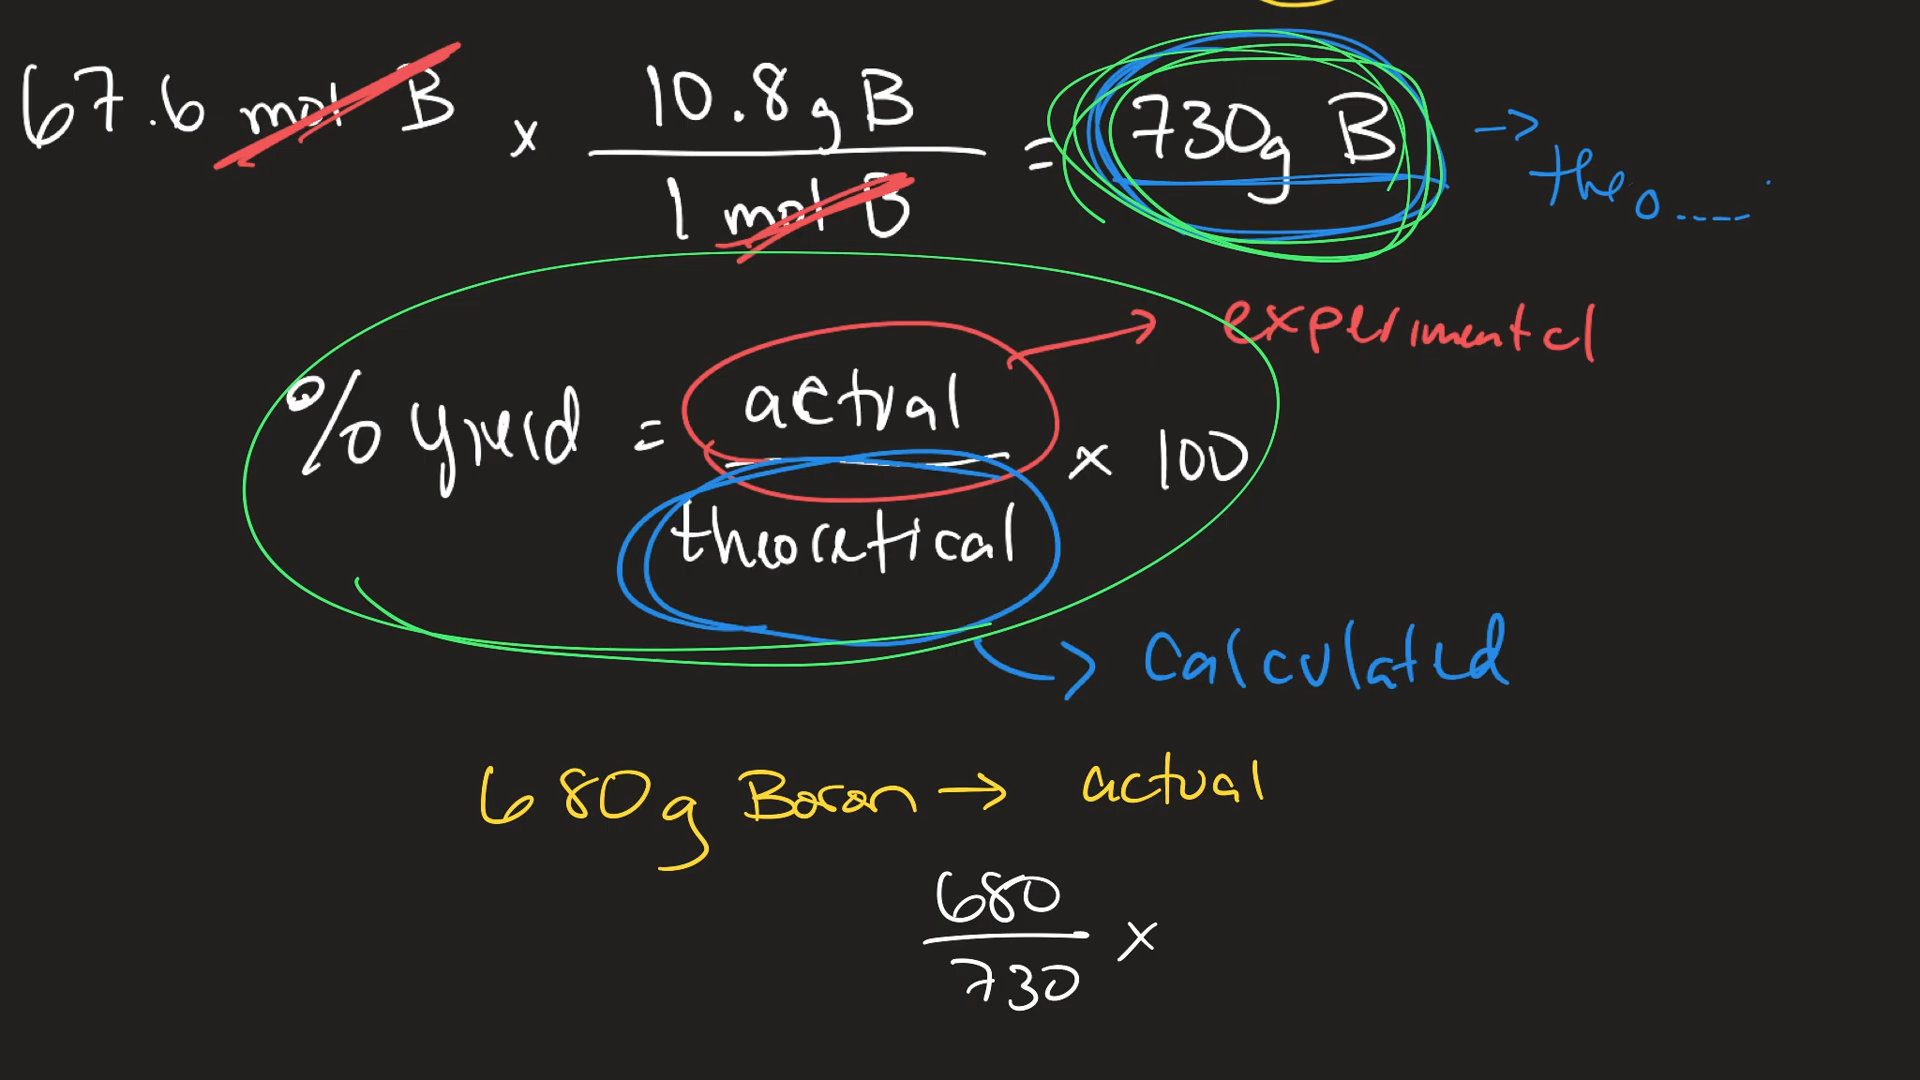 67.6 mol B x 10.8 g B / 1 mol B = 730g B → theo.....
% yield = actual / theoretical x 100
→ experimental
→ calculated
680g Boron → actual
680 / 730 x